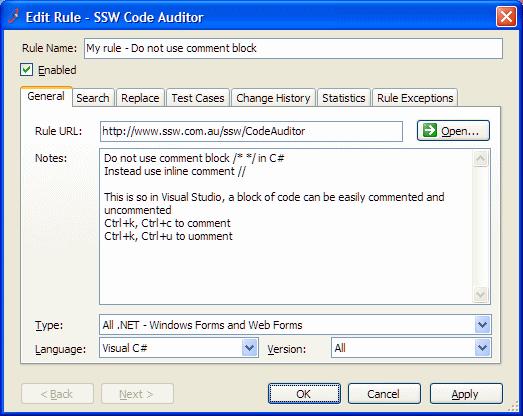 Edit Rule - SSW Code Auditor
Rule Name: My rule - Do not use comment block
Enabled
General Search Replace Test Cases Change History Statistics Rule Exceptions
Rule URL: http://www.ssw.com.au/ssw/CodeAuditor Open...
Notes: Do not use comment block /* */ in C#
Instead use inline comment //
This is so in Visual Studio, a block of code can be easily commented and
uncommented
Ctrl+k, Ctrl+c to comment
Ctrl+k, Ctrl+u to uomment
Type: All .NET - Windows Forms and Web Forms
Language: Visual C# Version: All
< Back Next > OK Cancel Apply